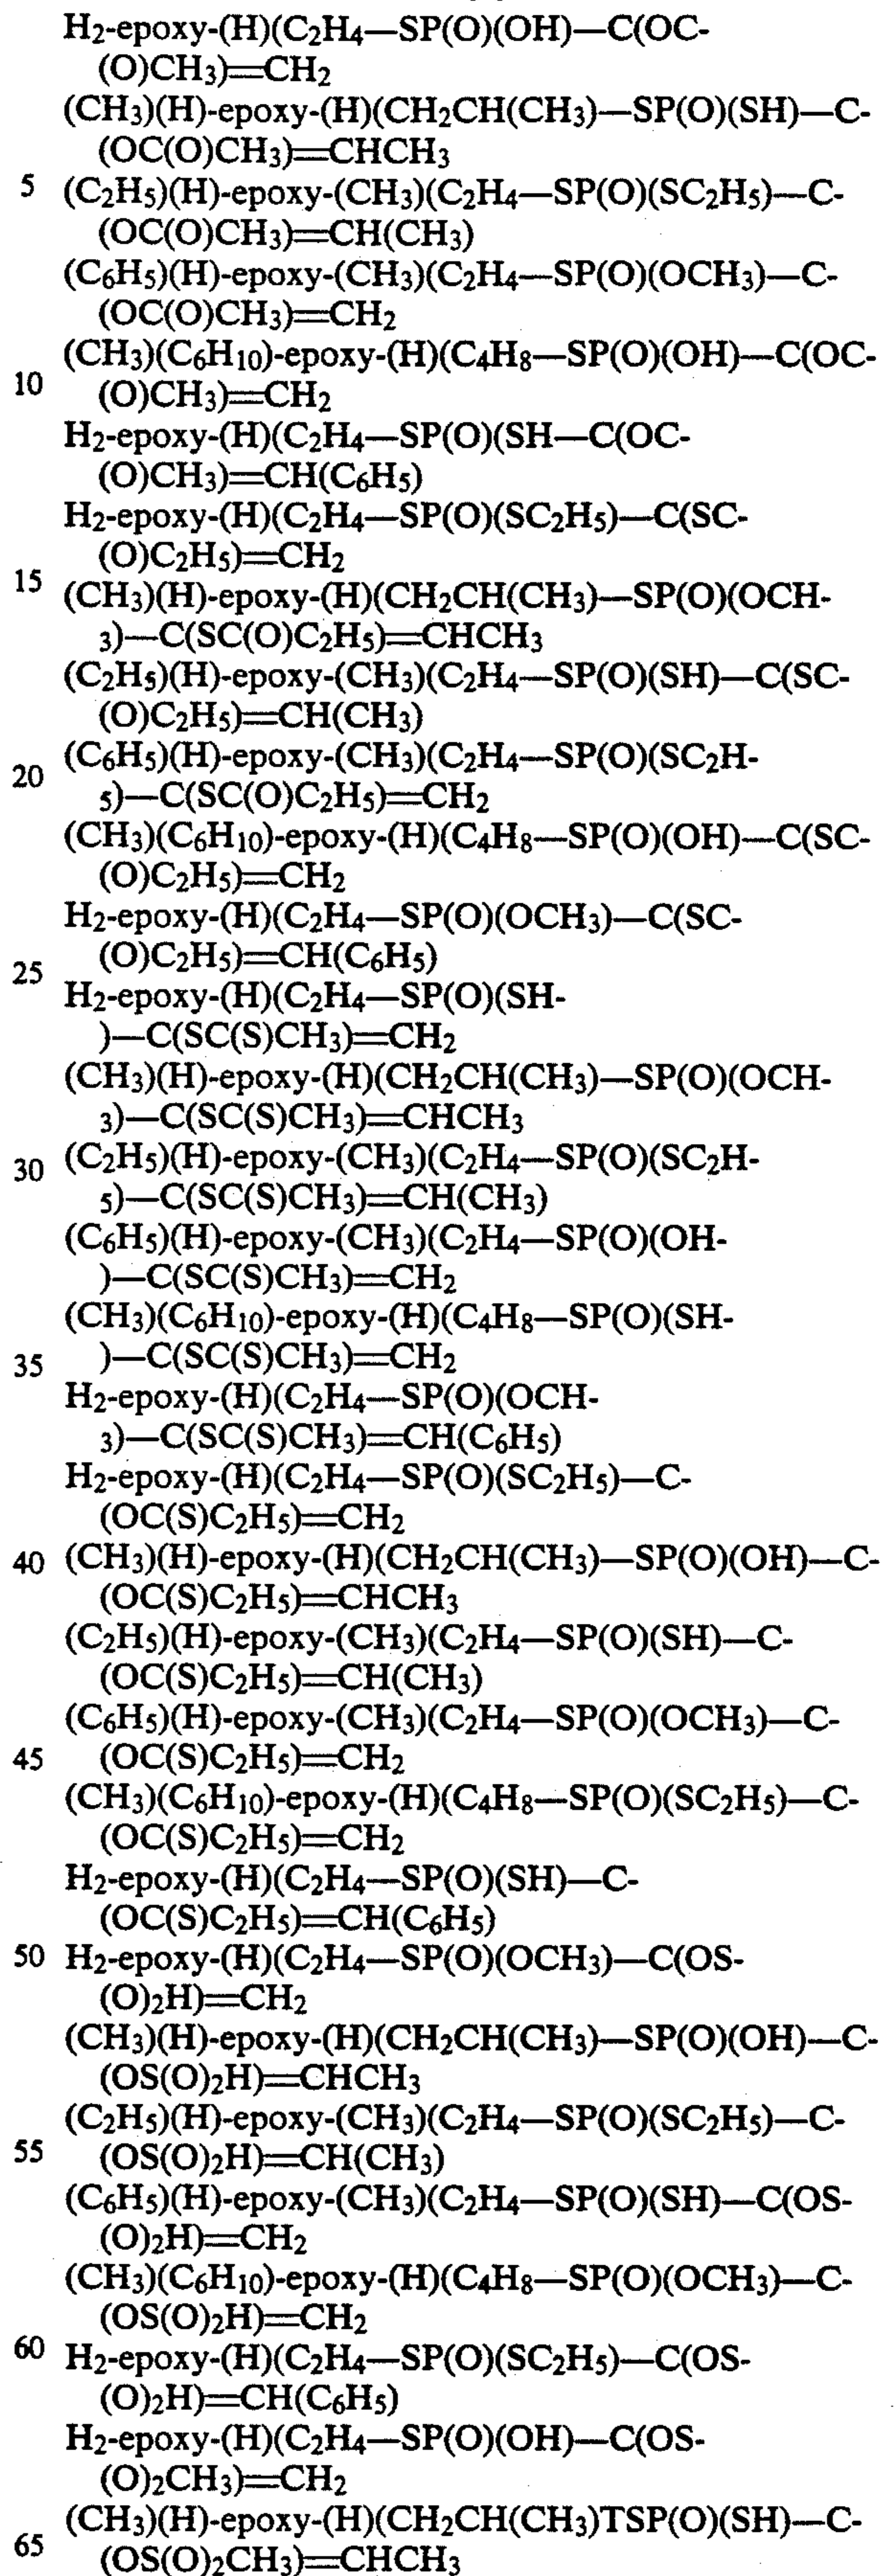 H₂-epoxy-(H)(C₂H₄—SP(O)(OH)—C(OC-
(O)CH₃)=CH₂
(CH₃)(H)-epoxy-(H)(CH₂CH(CH₃)—SP(O)(SH)—C-
(OC(O)CH₃)=CHCH₃
5 (C₂H₅)(H)-epoxy-(CH₃)(C₂H₄—SP(O)(SC₂H₅)—C-
(OC(O)CH₃)=CH(CH₃)
(C₆H₅)(H)-epoxy-(CH₃)(C₂H₄—SP(O)(OCH₃)—C-
(OC(O)CH₃)=CH₂
(CH₃)(C₆H₁₀)-epoxy-(H)(C₄H₈—SP(O)(OH)—C(OC-
10 (O)CH₃)=CH₂
H₂-epoxy-(H)(C₂H₄—SP(O)(SH—C(OC-
(O)CH₃)=CH(C₆H₅)
H₂-epoxy-(H)(C₂H₄—SP(O)(SC₂H₅)—C(SC-
(O)C₂H₅)=CH₂
15 (CH₃)(H)-epoxy-(H)(CH₂CH(CH₃)—SP(O)(OCH-
₃)—C(SC(O)C₂H₅)=CHCH₃
(C₂H₅)(H)-epoxy-(CH₃)(C₂H₄—SP(O)(SH)—C(SC-
(O)C₂H₅)=CH(CH₃)
20 (C₆H₅)(H)-epoxy-(CH₃)(C₂H₄—SP(O)(SC₂H-
₅)—C(SC(O)C₂H₅)=CH₂
(CH₃)(C₆H₁₀)-epoxy-(H)(C₄H₈—SP(O)(OH)—C(SC-
(O)C₂H₅)=CH₂
H₂-epoxy-(H)(C₂H₄—SP(O)(OCH₃)—C(SC-
25 (O)C₂H₅)=CH(C₆H₅)
H₂-epoxy-(H)(C₂H₄—SP(O)(SH-
)—C(SC(S)CH₃)=CH₂
(CH₃)(H)-epoxy-(H)(CH₂CH(CH₃)—SP(O)(OCH-
₃)—C(SC(S)CH₃)=CHCH₃
30 (C₂H₅)(H)-epoxy-(CH₃)(C₂H₄—SP(O)(SC₂H-
₅)—C(SC(S)CH₃)=CH(CH₃)
(C₆H₅)(H)-epoxy-(CH₃)(C₂H₄—SP(O)(OH-
)—C(SC(S)CH₃)=CH₂
(CH₃)(C₆H₁₀)-epoxy-(H)(C₄H₈—SP(O)(SH-
35 )—C(SC(S)CH₃)=CH₂
H₂-epoxy-(H)(C₂H₄—SP(O)(OCH-
₃)—C(SC(S)CH₃)=CH(C₆H₅)
H₂-epoxy-(H)(C₂H₄—SP(O)(SC₂H₅)—C-
(OC(S)C₂H₅)=CH₂
40 (CH₃)(H)-epoxy-(H)(CH₂CH(CH₃)—SP(O)(OH)—C-
(OC(S)C₂H₅)=CHCH₃
(C₂H₅)(H)-epoxy-(CH₃)(C₂H₄—SP(O)(SH)—C-
(OC(S)C₂H₅)=CH(CH₃)
(C₆H₅)(H)-epoxy-(CH₃)(C₂H₄—SP(O)(OCH₃)—C-
45 (OC(S)C₂H₅)=CH₂
(CH₃)(C₆H₁₀)-epoxy-(H)(C₄H₈—SP(O)(SC₂H₅)—C-
(OC(S)C₂H₅)=CH₂
H₂-epoxy-(H)(C₂H₄—SP(O)(SH)—C-
(OC(S)C₂H₅)=CH(C₆H₅)
50 H₂-epoxy-(H)(C₂H₄—SP(O)(OCH₃)—C(OS-
(O)₂H)=CH₂
(CH₃)(H)-epoxy-(H)(CH₂CH(CH₃)—SP(O)(OH)—C-
(OS(O)₂H)=CHCH₃
(C₂H₅)(H)-epoxy-(CH₃)(C₂H₄—SP(O)(SC₂H₅)—C-
55 (OS(O)₂H)=CH(CH₃)
(C₆H₅)(H)-epoxy-(CH₃)(C₂H₄—SP(O)(SH)—C(OS-
(O)₂H)=CH₂
(CH₃)(C₆H₁₀)-epoxy-(H)(C₄H₈—SP(O)(OCH₃)—C-
(OS(O)₂H)=CH₂
60 H₂-epoxy-(H)(C₂H₄—SP(O)(SC₂H₅)—C(OS-
(O)₂H)=CH(C₆H₅)
H₂-epoxy-(H)(C₂H₄—SP(O)(OH)—C(OS-
(O)₂CH₃)=CH₂
(CH₃)(H)-epoxy-(H)(CH₂CH(CH₃)TSP(O)(SH)—C-
65 (OS(O)₂CH₃)=CHCH₃